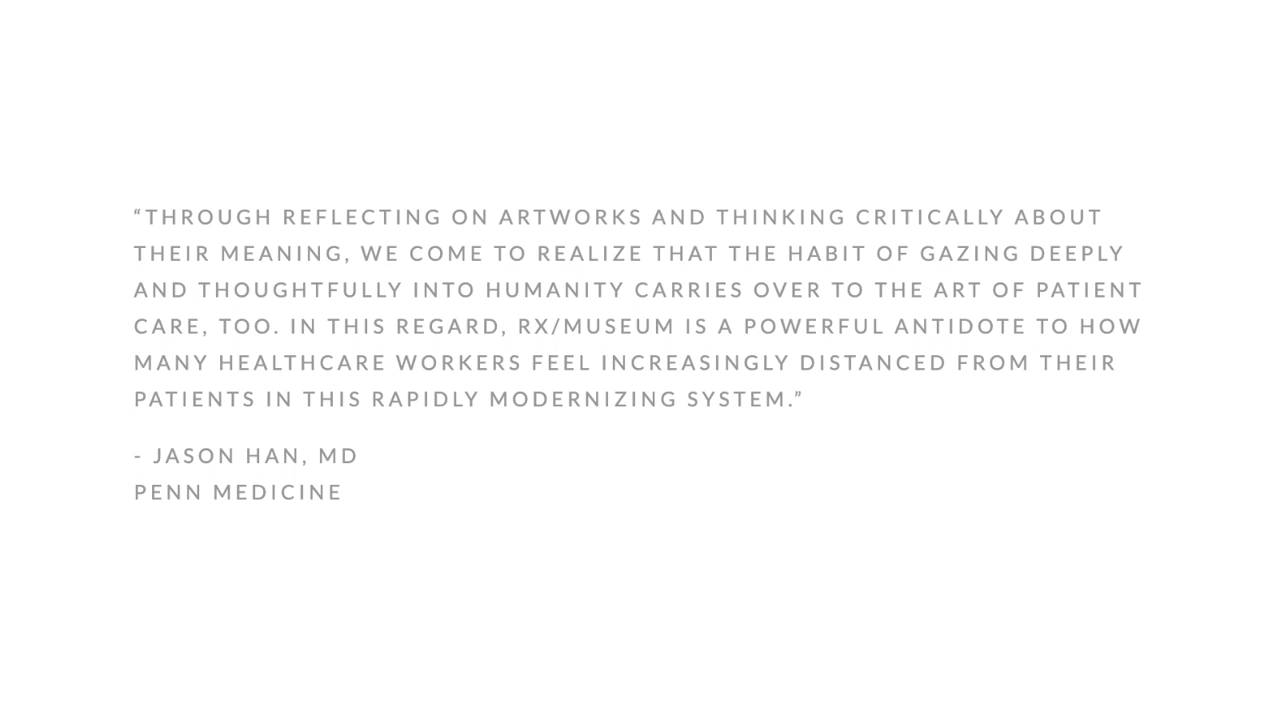 “THROUGH REFLECTING ON ARTWORKS AND THINKING CRITICALLY ABOUT
THEIR MEANING, WE COME TO REALIZE THAT THE HABIT OF GAZING DEEPLY
AND THOUGHTFULLY INTO HUMANITY CARRIES OVER TO THE ART OF PATIENT
CARE, TOO. IN THIS REGARD, RX/MUSEUM IS A POWERFUL ANTIDOTE TO HOW
MANY HEALTHCARE WORKERS FEEL INCREASINGLY DISTANCED FROM THEIR
PATIENTS IN THIS RAPIDLY MODERNIZING SYSTEM.”
- JASON HAN, MD
PENN MEDICINE